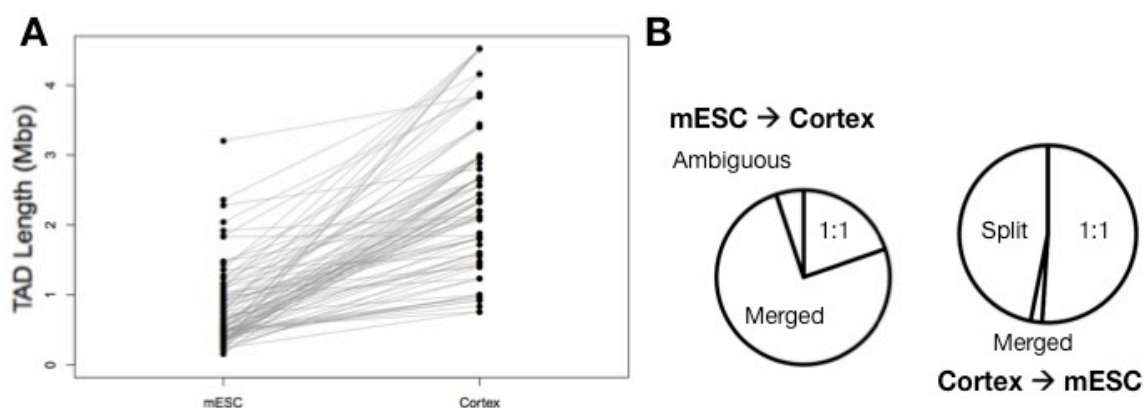 A
TAD Length (Mbp)
4
3
2
1
0
mESC
Cortex
B
mESC → Cortex
Ambiguous
1:1
Merged
Split
1:1
Merged
Cortex → mESC